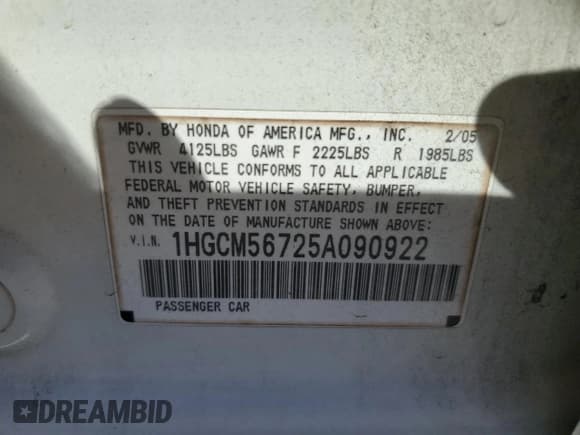 MFD. BY HONDA OF AMERICA MFG., INC. 2/05
GVWR 4125LBS GAWR F 2225LBS R 1985LBS
THIS VEHICLE CONFORMS TO ALL APPLICABLE
FEDERAL MOTOR VEHICLE SAFETY, BUMPER,
AND THEFT PREVENTION STANDARDS IN EFFECT
ON THE DATE OF MANUFACTURE SHOWN ABOVE:
V.I.N. 1HGCM56725A090922
PASSENGER CAR
DREAMBID